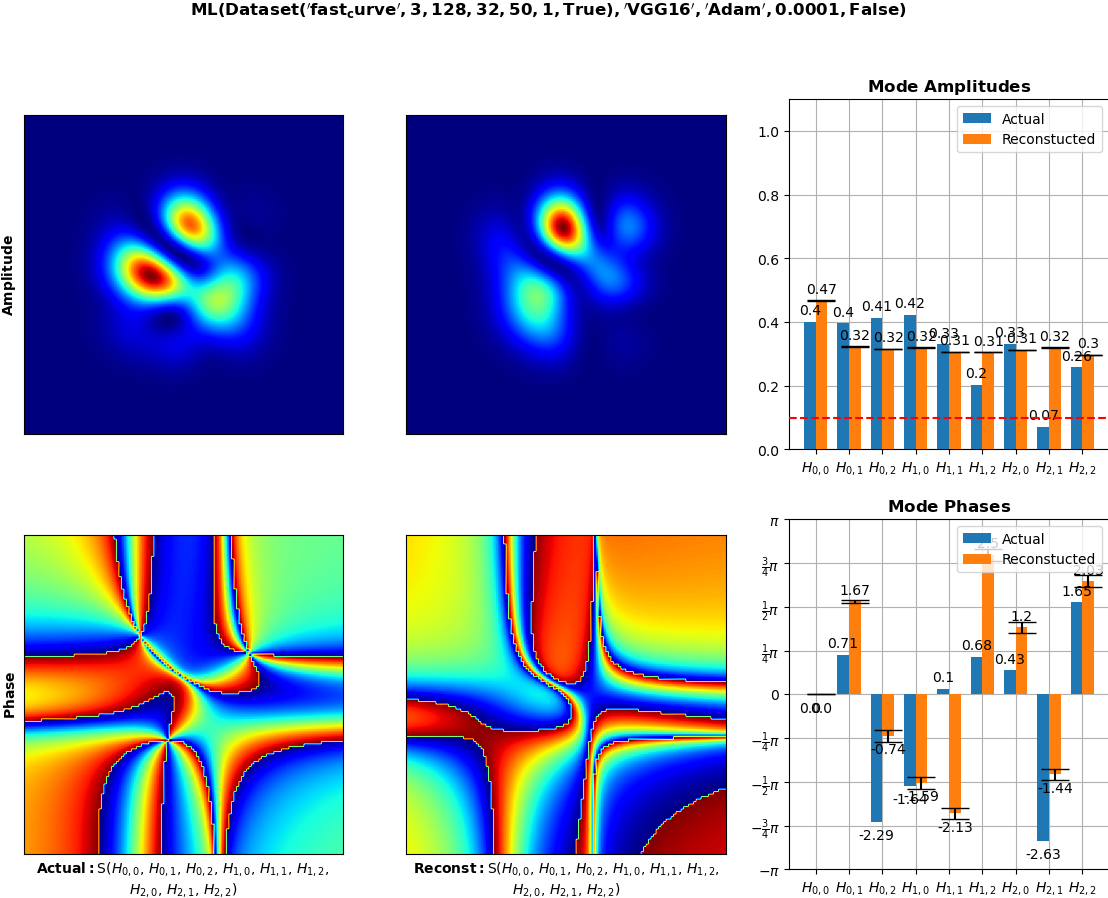 ML(Dataset('fast_curve', 3, 128, 32, 50, 1, True), 'VGG16', 'Adam', 0.0001, False)
Amplitude
Mode Amplitudes
Actual
Reconstucted
1.0
0.8
0.6
0.4
0.2
0.0
0.4 0.47 0.4 0.32 0.41 0.32 0.42 0.32 0.33 0.31 0.2 0.31 0.33 0.31 0.07 0.32 0.26 0.3
H0,0 H0,1 H0,2 H1,0 H1,1 H1,2 H2,0 H2,1 H2,2
Phase
Mode Phases
Actual
Reconstucted
π
3/4π
1/2π
1/4π
0
−1/4π
−1/2π
−3/4π
−π
0.0 0.0 0.71 1.67 -2.29 -0.74 -1.64 -1.59 0.1 -2.13 0.68 2.5 0.43 1.2 -2.63 -1.44 1.65 2.03
H0,0 H0,1 H0,2 H1,0 H1,1 H1,2 H2,0 H2,1 H2,2
Actual: S(H0,0, H0,1, H0,2, H1,0, H1,1, H1,2,
H2,0, H2,1, H2,2)
Reconst: S(H0,0, H0,1, H0,2, H1,0, H1,1, H1,2,
H2,0, H2,1, H2,2)